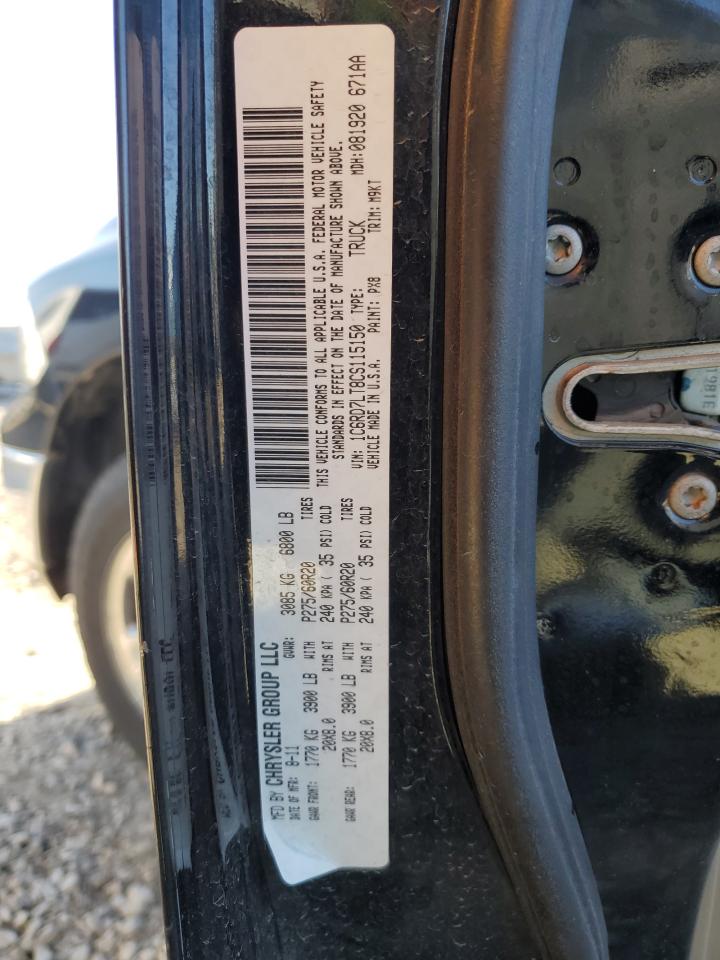 MFD BY CHRYSLER GROUP LLC
DATE OF MFR: 8-11 GVWR: 3085 KG 6800 LB
GAWR FRONT: 1770 KG 3900 LB WITH P275/60R20 TIRES
20X8.0 RIMS AT 240 KPA ( 35 PSI) COLD
GAWR REAR: 1770 KG 3900 LB WITH P275/60R20 TIRES
20X8.0 RIMS AT 240 KPA ( 35 PSI) COLD
THIS VEHICLE CONFORMS TO ALL APPLICABLE U.S.A. FEDERAL MOTOR VEHICLE SAFETY
STANDARDS IN EFFECT ON THE DATE OF MANUFACTURE SHOWN ABOVE.
VIN: 1C6RD7LT8CS115150 TYPE: TRUCK MDH:081920 671AA
VEHICLE MADE IN U.S.A. PAINT: PX8 TRIM: M9KT